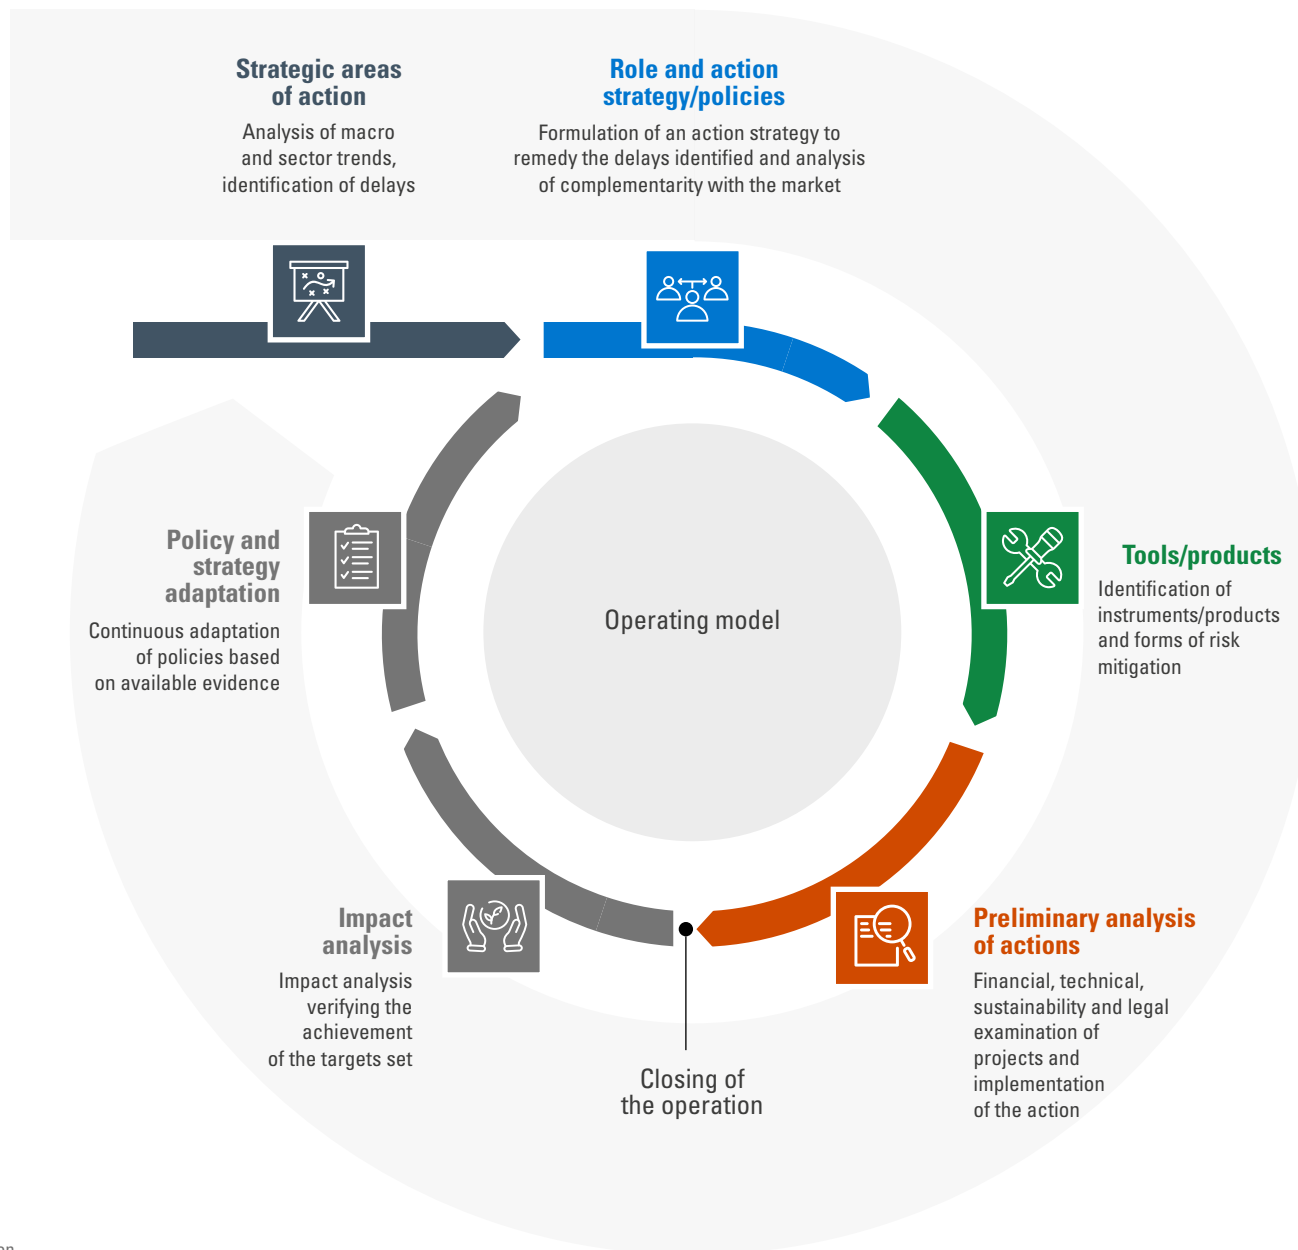 Strategic areas
of action
Analysis of macro
and sector trends,
identification of delays
Role and action
strategy/policies
Formulation of an action strategy to
remedy the delays identified and analysis
of complementarity with the market
Tools/products
Identification of
instruments/products
and forms of risk
mitigation
Operating model
Policy and
strategy
adaptation
Continuous adaptation
of policies based
on available evidence
Preliminary analysis
of actions
Financial, technical,
sustainability and legal
examination of
projects and
implementation
of the action
Impact
analysis
Impact analysis
verifying the
achievement
of the targets set
Closing of
the operation